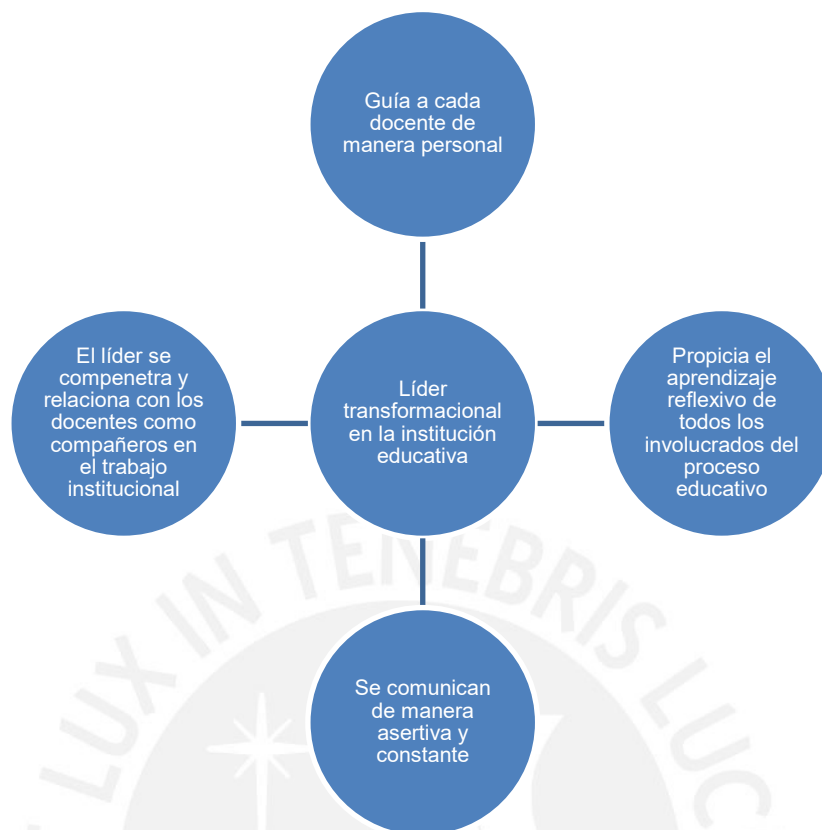 Guía a cada
docente de
manera personal
El líder se
compenetra y
relaciona con los
docentes como
compañeros en
el trabajo
institucional
Líder
transformacional
en la institución
educativa
Propicia el
aprendizaje
reflexivo de
todos los
involucrados del
proceso
educativo
Se comunican
de manera
asertiva y
constante
LUX IN TENEBRIS LUC